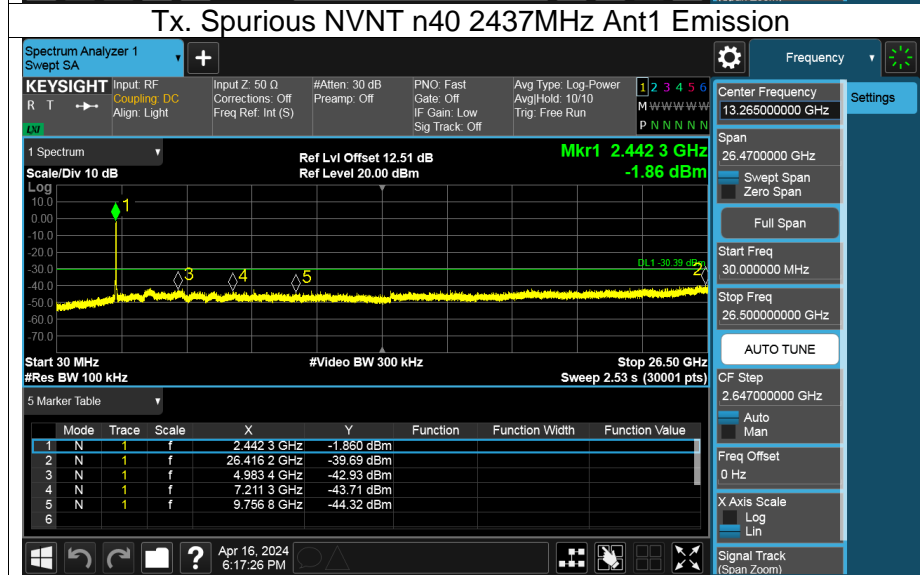 (Span Zoom)
Tx. Spurious NVNT n40 2437MHz Ant1 Emission
Spectrum Analyzer 1
Swept SA
+
Frequency
KEYSIGHT
R T
LXI
Input: RF
Coupling: DC
Align: Light
Input Z: 50 Ω
Corrections: Off
Freq Ref: Int (S)
#Atten: 30 dB
Preamp: Off
PNO: Fast
Gate: Off
IF Gain: Low
Sig Track: Off
Avg Type: Log-Power
Avg|Hold: 10/10
Trig: Free Run
1 2 3 4 5 6
M W W W W W
P N N N N N
Center Frequency
13.265000000 GHz
Settings
1 Spectrum
Scale/Div 10 dB
Ref Lvl Offset 12.51 dB
Ref Level 20.00 dBm
Mkr1 2.442 3 GHz
-1.86 dBm
Log
10.0
0.00
-10.0
-20.0
-30.0
-40.0
-50.0
-60.0
-70.0
1
3
4
5
2
DL1 -30.39 dBm
Start 30 MHz
#Res BW 100 kHz
#Video BW 300 kHz
Stop 26.50 GHz
Sweep 2.53 s (30001 pts)
Span
26.4700000 GHz
Swept Span
Zero Span
Full Span
Start Freq
30.000000 MHz
Stop Freq
26.500000000 GHz
AUTO TUNE
CF Step
2.647000000 GHz
Auto
Man
Freq Offset
0 Hz
X Axis Scale
Log
Lin
Signal Track
(Span Zoom)
5 Marker Table
Mode Trace Scale X Y Function Function Width Function Value
1 N 1 f 2.442 3 GHz -1.860 dBm
2 N 1 f 26.416 2 GHz -39.69 dBm
3 N 1 f 4.983 4 GHz -42.93 dBm
4 N 1 f 7.211 3 GHz -43.71 dBm
5 N 1 f 9.756 8 GHz -44.32 dBm
6
?
Apr 16, 2024
6:17:26 PM